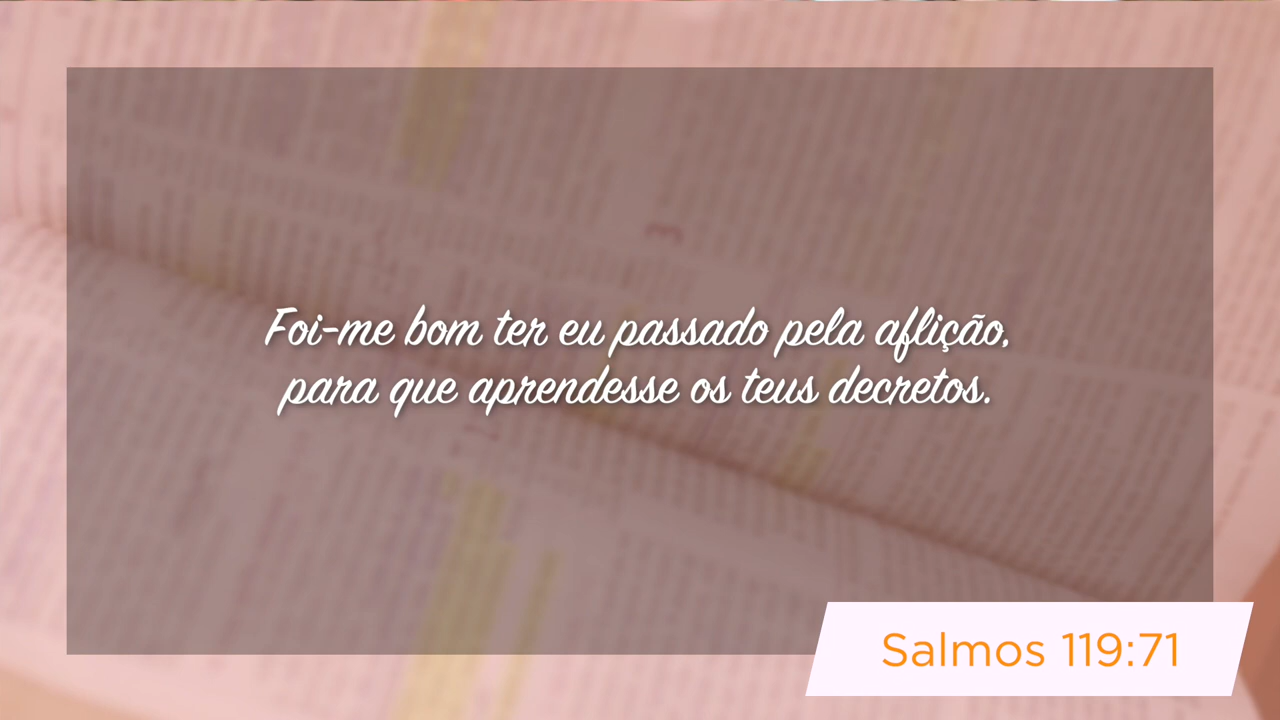 Foi-me bom ter eu passado pela aflição,
para que aprendesse os teus decretos.
Salmos 119:71